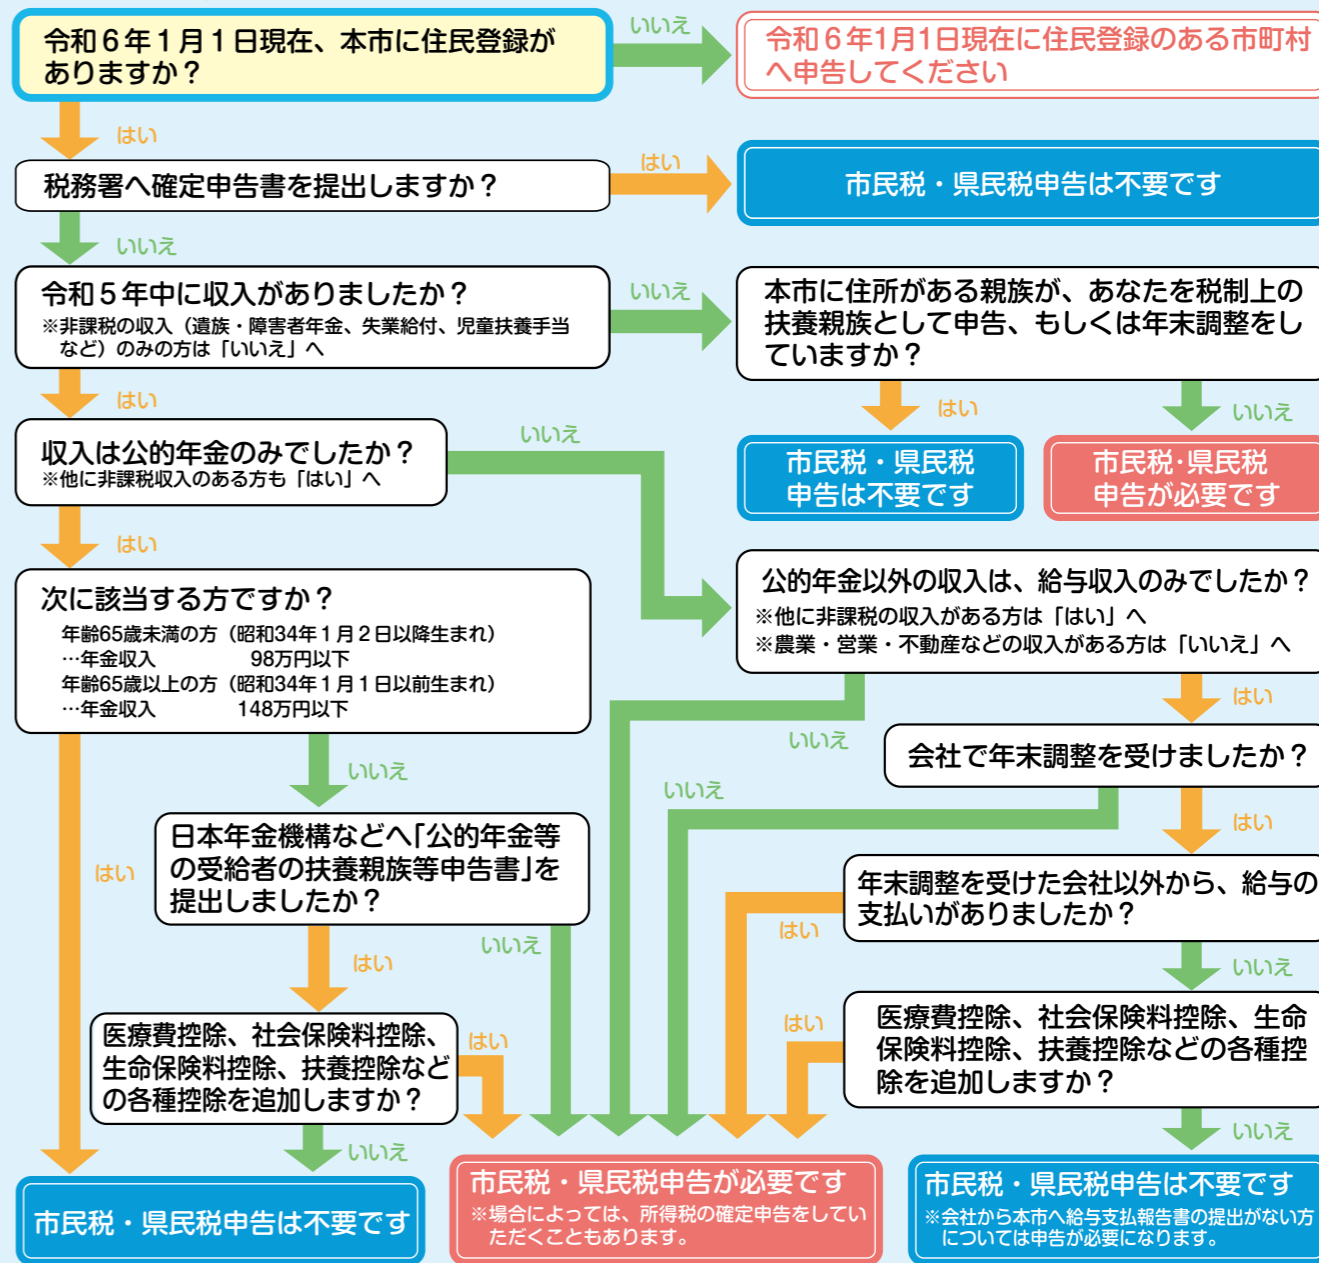 令和6年1月1日現在、本市に住民登録が
ありますか?
いいえ
令和6年1月1日現在に住民登録のある市町村
へ申告してください
はい
税務署へ確定申告書を提出しますか?
はい
市民税・県民税申告は不要です
いいえ
令和5年中に収入がありましたか?
※非課税の収入(遺族・障害者年金、失業給付、児童扶養手当
など)のみの方は「いいえ」へ
いいえ
本市に住所がある親族が、あなたを税制上の
扶養親族として申告、もしくは年末調整をし
ていますか?
はい
はい
いいえ
市民税・県民税
申告は不要です
市民税・県民税
申告が必要です
収入は公的年金のみでしたか?
※他に非課税収入のある方も「はい」へ
いいえ
はい
次に該当する方ですか?
年齢65歳未満の方(昭和34年1月2日以降生まれ)
…年金収入 98万円以下
年齢65歳以上の方(昭和34年1月1日以前生まれ)
…年金収入 148万円以下
公的年金以外の収入は、給与収入のみでしたか?
※他に非課税の収入がある方は「はい」へ
※農業・営業・不動産などの収入がある方は「いいえ」へ
いいえ
はい
会社で年末調整を受けましたか?
いいえ
いいえ
はい
はい
日本年金機構などへ「公的年金等
の受給者の扶養親族等申告書」を
提出しましたか?
年末調整を受けた会社以外から、給与の
支払いがありましたか?
はい
いいえ
はい
いいえ
医療費控除、社会保険料控除、
生命保険料控除、扶養控除など
の各種控除を追加しますか?
はい
はい
医療費控除、社会保険料控除、生命
保険料控除、扶養控除などの各種控
除を追加しますか?
いいえ
いいえ
市民税・県民税申告は不要です
市民税・県民税申告が必要です
※場合によっては、所得税の確定申告をしてい
ただくこともあります。
市民税・県民税申告は不要です
※会社から本市へ給与支払報告書の提出がない方
については申告が必要になります。